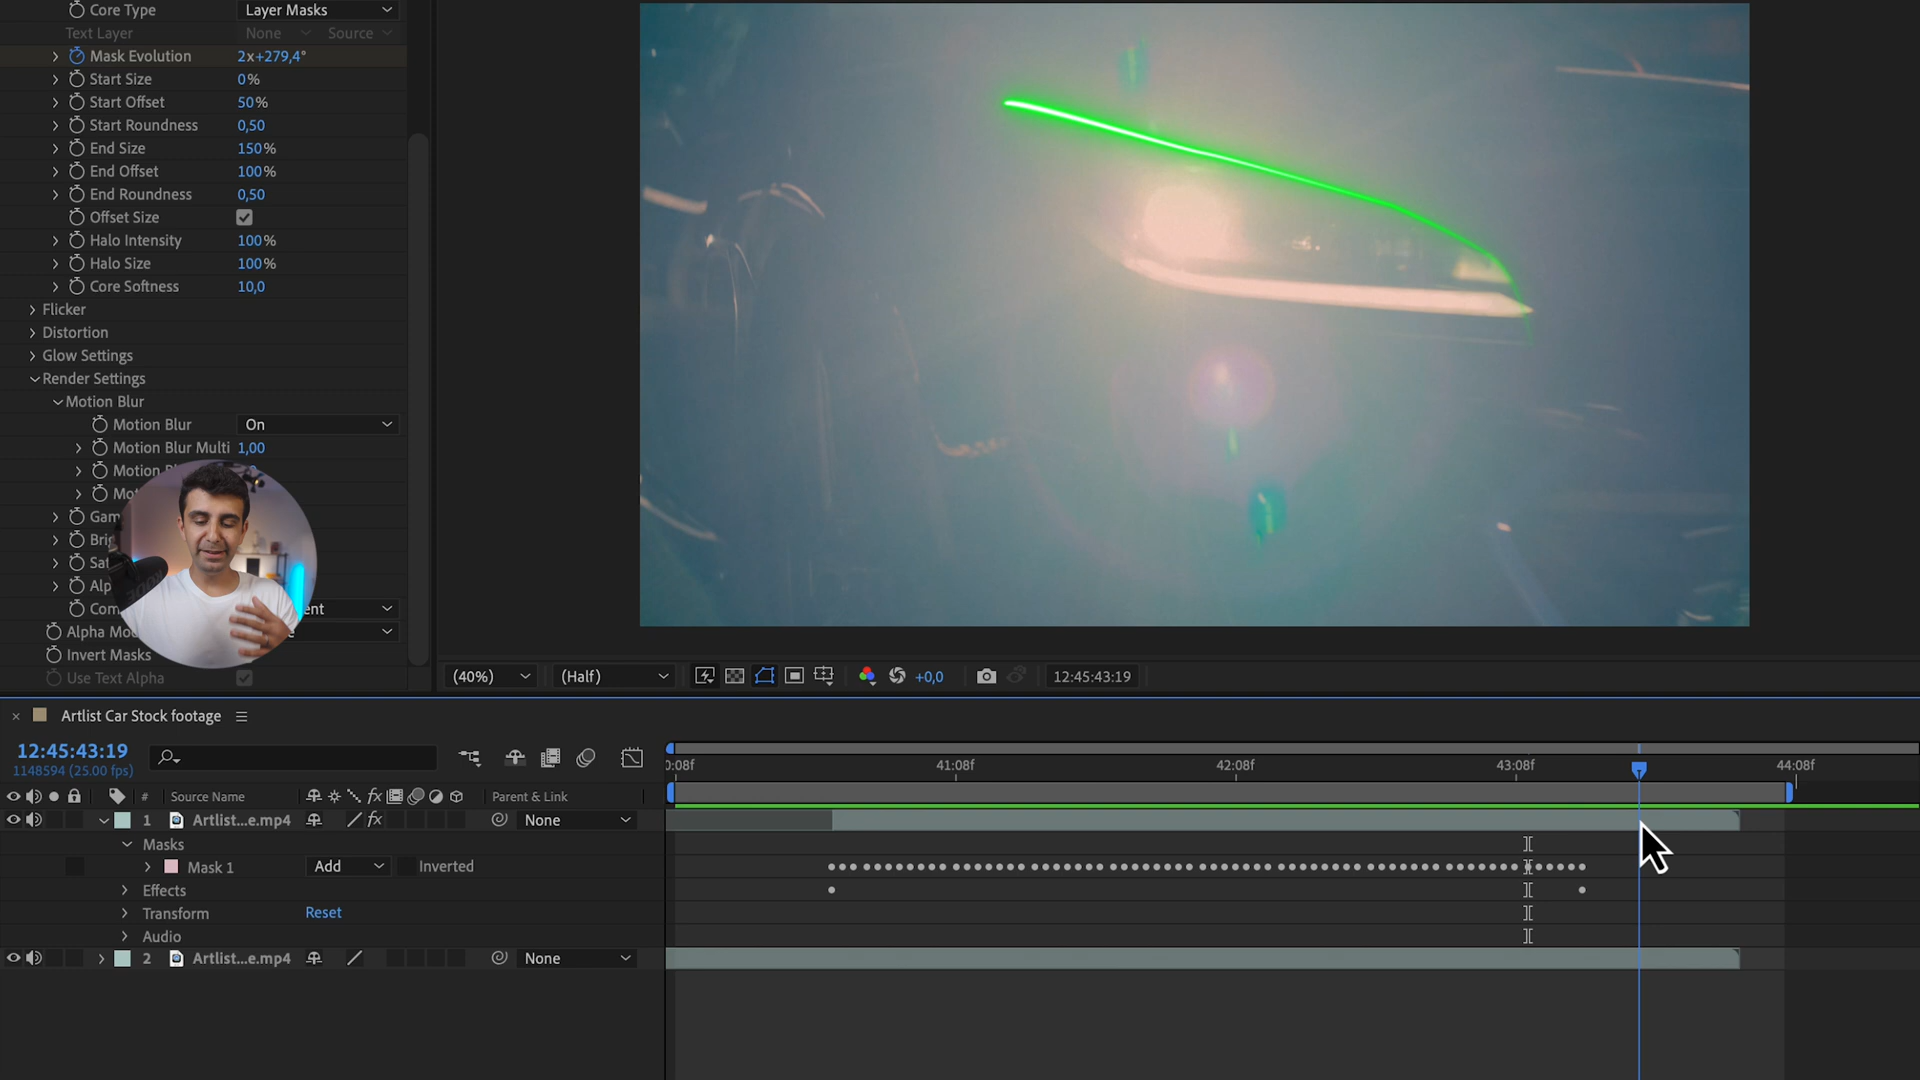 Core Type Layer Masks
Text Layer None Source
Mask Evolution 2x+279,4°
Start Size 0%
Start Offset 50%
Start Roundness 0,50
End Size 150%
End Offset 100%
End Roundness 0,50
Offset Size
Halo Intensity 100%
Halo Size 100%
Core Softness 10,0
Flicker
Distortion
Glow Settings
Render Settings
Motion Blur
Motion Blur On
Motion Blur Multi 1,00
Motion
Mot
Gam
Brig
Sat
Alp
Com ent
Alpha Mo
Invert Masks
Use Text Alpha
(40%) (Half) +0,0 12:45:43:19
Artlist Car Stock footage
12:45:43:19
1148594 (25.00 fps)
0:08f 41:08f 42:08f 43:08f 44:08f
# Source Name fx Parent & Link
1 Artlist...e.mp4 fx None
Masks
Mask 1 Add Inverted
Effects
Transform Reset
Audio
2 Artlist...e.mp4 None